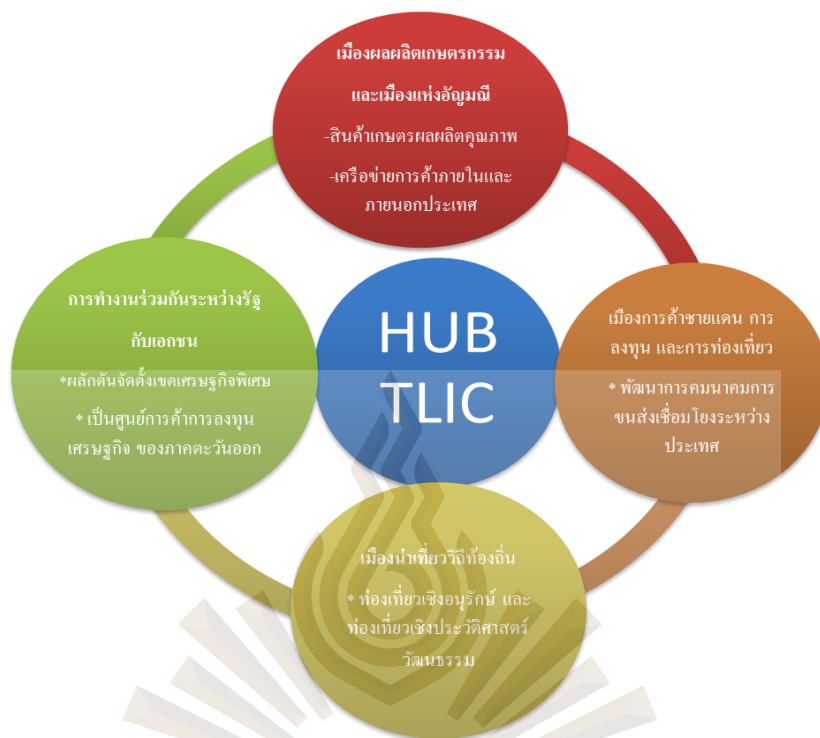 เมืองผลผลิตเกษตรกรรม
และเมืองแห่งอัญมณี
-สินค้าเกษตรผลผลิตคุณภาพ
-เครือข่ายการค้าภายในและ
ภายนอกประเทศ
เมืองการค้าชายแดน การ
ลงทุน และการท่องเที่ยว
* พัฒนาการคมนาคมการ
ขนส่งเชื่อมโยงระหว่าง
ประเทศ
เมืองน่าเที่ยววิถีท้องถิ่น
* ท่องเที่ยวเชิงอนุรักษ์ และ
ท่องเที่ยวเชิงประวัติศาสตร์
วัฒนธรรม
การทำงานร่วมกันระหว่างรัฐ
กับเอกชน
*ผลักดันจัดตั้งเขตเศรษฐกิจพิเศษ
* เป็นศูนย์การค้าการลงทุน
เศรษฐกิจ ของภาคตะวันออก
HUB
TLIC